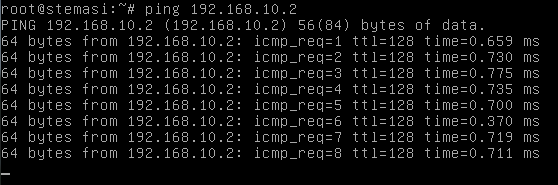 root@stemasi:~# ping 192.168.10.2
PING 192.168.10.2 (192.168.10.2) 56(84) bytes of data.
64 bytes from 192.168.10.2: icmp_req=1 ttl=128 time=0.659 ms
64 bytes from 192.168.10.2: icmp_req=2 ttl=128 time=0.730 ms
64 bytes from 192.168.10.2: icmp_req=3 ttl=128 time=0.775 ms
64 bytes from 192.168.10.2: icmp_req=4 ttl=128 time=0.735 ms
64 bytes from 192.168.10.2: icmp_req=5 ttl=128 time=0.700 ms
64 bytes from 192.168.10.2: icmp_req=6 ttl=128 time=0.370 ms
64 bytes from 192.168.10.2: icmp_req=7 ttl=128 time=0.719 ms
64 bytes from 192.168.10.2: icmp_req=8 ttl=128 time=0.711 ms